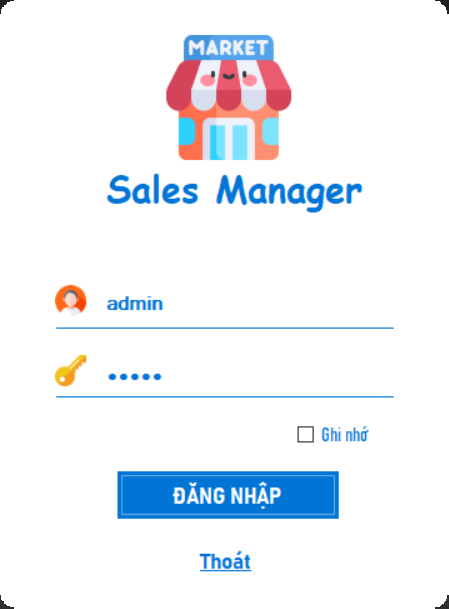 MARKET
Sales Manager
admin
•••••
Ghi nhớ
ĐĂNG NHẬP
Thoát